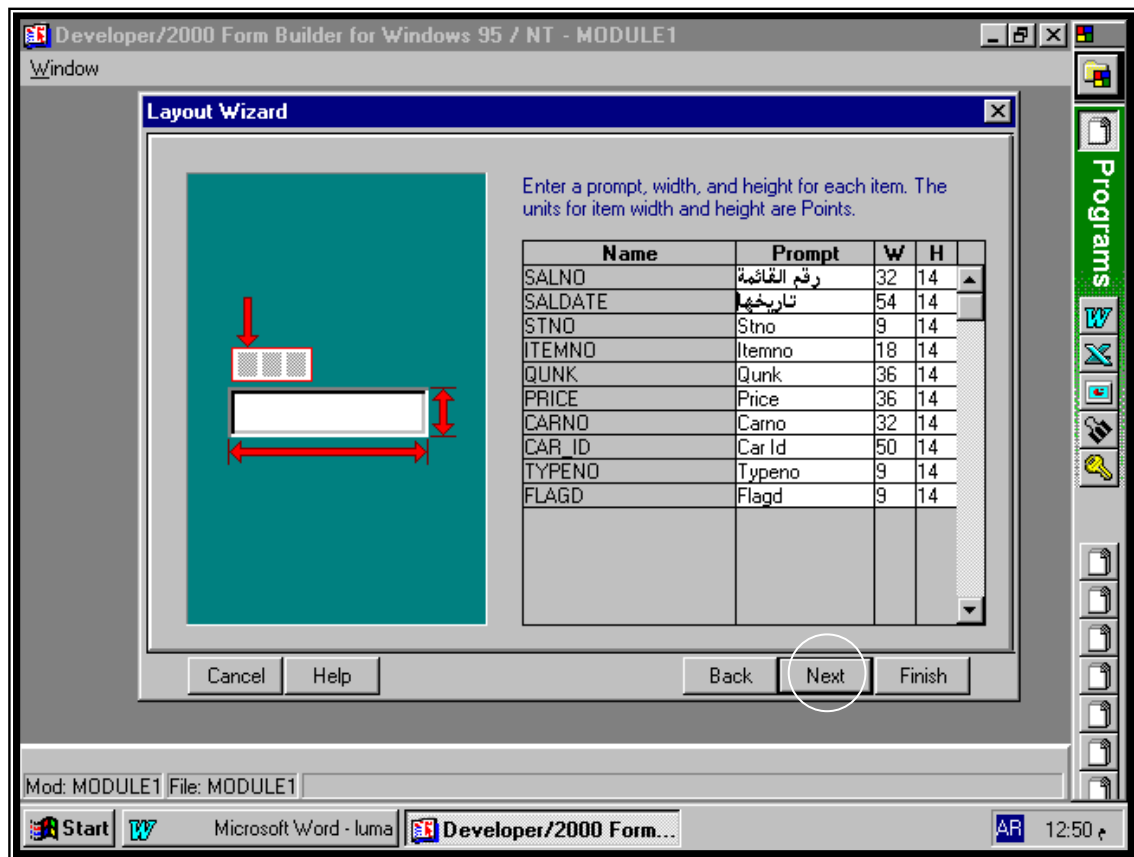 Developer/2000 Form Builder for Windows 95 / NT - MODULE1
Window
Programs
Layout Wizard
Enter a prompt, width, and height for each item. The
units for item width and height are Points.
Name Prompt W H
SALNO رقم القائمة 32 14
SALDATE تاريخها 54 14
STNO Stno 9 14
ITEMNO Itemno 18 14
QUNK Qunk 36 14
PRICE Price 36 14
CARNO Carno 32 14
CAR_ID Car Id 50 14
TYPENO Typeno 9 14
FLAGD Flagd 9 14
Cancel Help Back Next Finish
Mod: MODULE1 File: MODULE1
Start Microsoft Word - luma Developer/2000 Form... AR 12:50 م